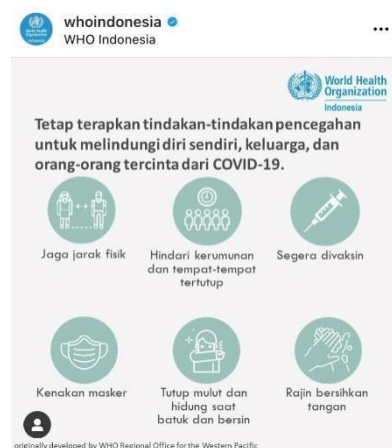 whoindonesia
WHO Indonesia
World Health
Organization
Indonesia
Tetap terapkan tindakan-tindakan pencegahan
untuk melindungi diri sendiri, keluarga, dan
orang-orang tercinta dari COVID-19.
Jaga jarak fisik
Hindari kerumunan
dan tempat-tempat
tertutup
Segera divaksin
Kenakan masker
Tutup mulut dan
hidung saat
batuk dan bersin
Rajin bersihkan
tangan
originally developed by WHO Regional Office for the Western Pacific